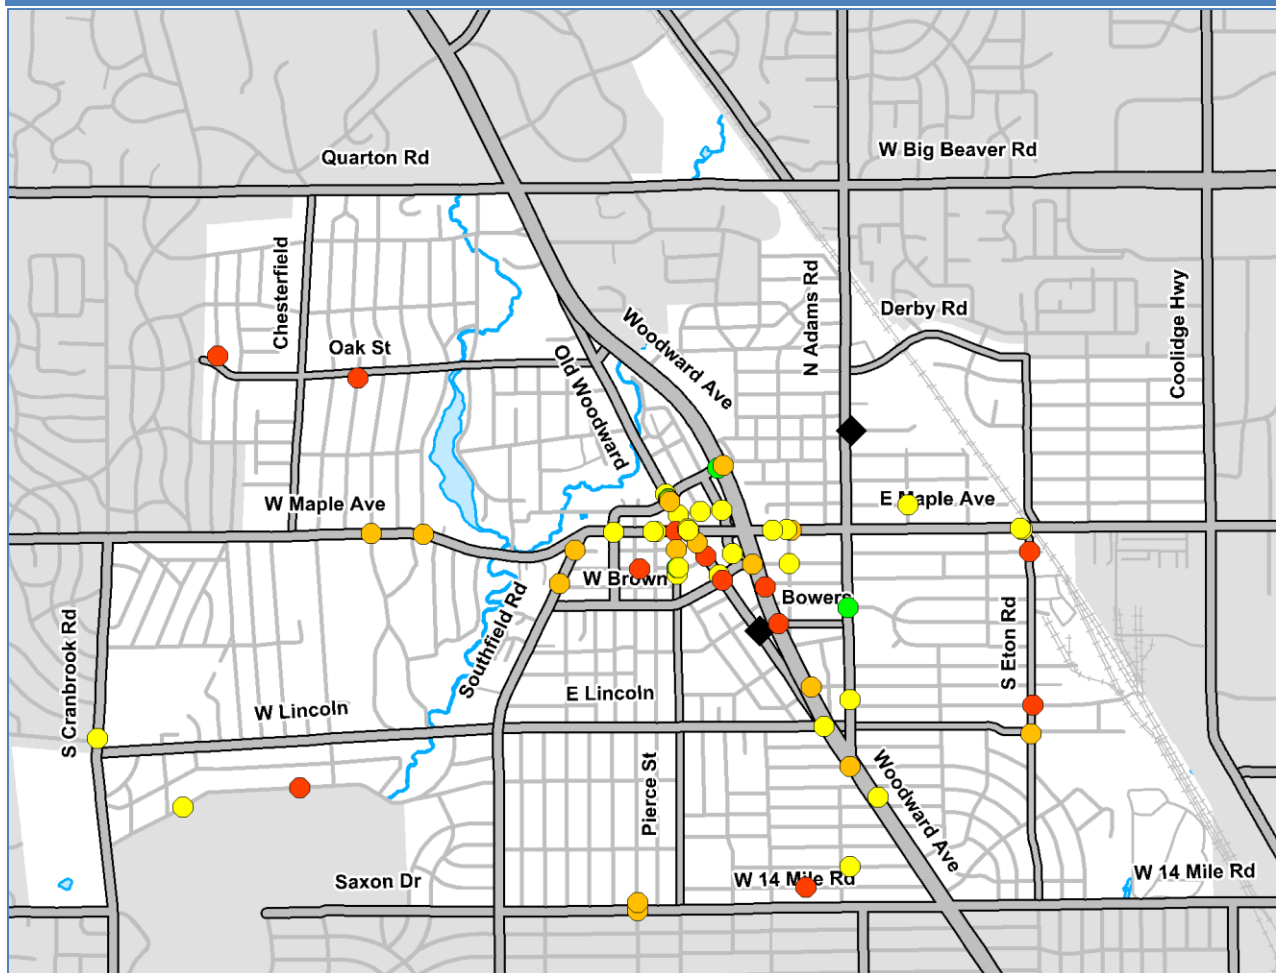 Quarton Rd
W Big Beaver Rd
Chesterfield
N Adams Rd
Coolidge Hwy
Derby Rd
Woodward Ave
Oak St
Old Woodward
W Maple Ave
E Maple Ave
W Brown
Bowers
Southfield Rd
S Cranbrook Rd
S Eton Rd
E Lincoln
W Lincoln
Pierce St
Woodward Ave
Saxon Dr
W 14 Mile Rd
W 14 Mile Rd